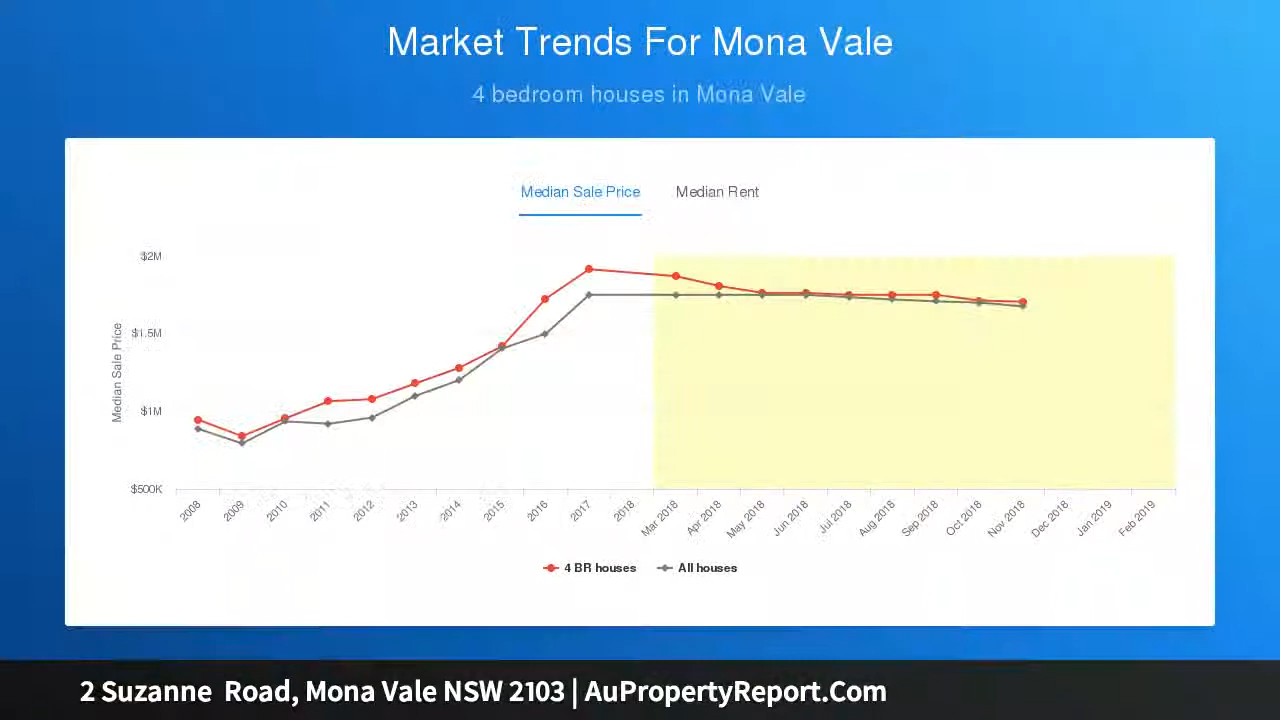 Market Trends For Mona Vale
4 bedroom houses in Mona Vale
Median Sale Price
Median Rent
Median Sale Price
$2M
$1.5M
$1M
$500K
2008
2009
2010
2011
2012
2013
2014
2015
2016
2017
2018
Mar 2018
Apr 2018
May 2018
Jun 2018
Jul 2018
Aug 2018
Sep 2018
Oct 2018
Nov 2018
Dec 2018
Jan 2019
Feb 2019
4 BR houses
All houses
2 Suzanne  Road, Mona Vale NSW 2103 | AuPropertyReport.Com